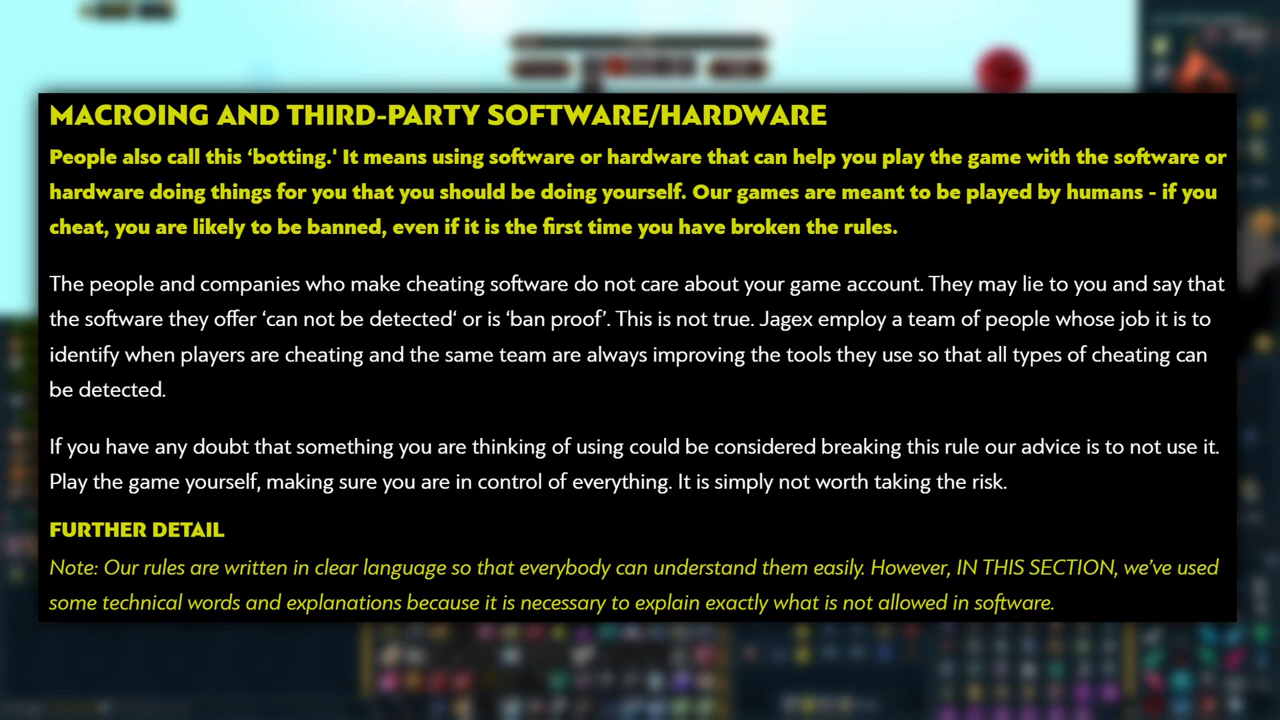 MACROING AND THIRD-PARTY SOFTWARE/HARDWARE
People also call this ‘botting.' It means using software or hardware that can help you play the game with the software or
hardware doing things for you that you should be doing yourself. Our games are meant to be played by humans - if you
cheat, you are likely to be banned, even if it is the first time you have broken the rules.
The people and companies who make cheating software do not care about your game account. They may lie to you and say that
the software they offer ‘can not be detected‘ or is ‘ban proof’. This is not true. Jagex employ a team of people whose job it is to
identify when players are cheating and the same team are always improving the tools they use so that all types of cheating can
be detected.
If you have any doubt that something you are thinking of using could be considered breaking this rule our advice is to not use it.
Play the game yourself, making sure you are in control of everything. It is simply not worth taking the risk.
FURTHER DETAIL
Note: Our rules are written in clear language so that everybody can understand them easily. However, IN THIS SECTION, we’ve used
some technical words and explanations because it is necessary to explain exactly what is not allowed in software.